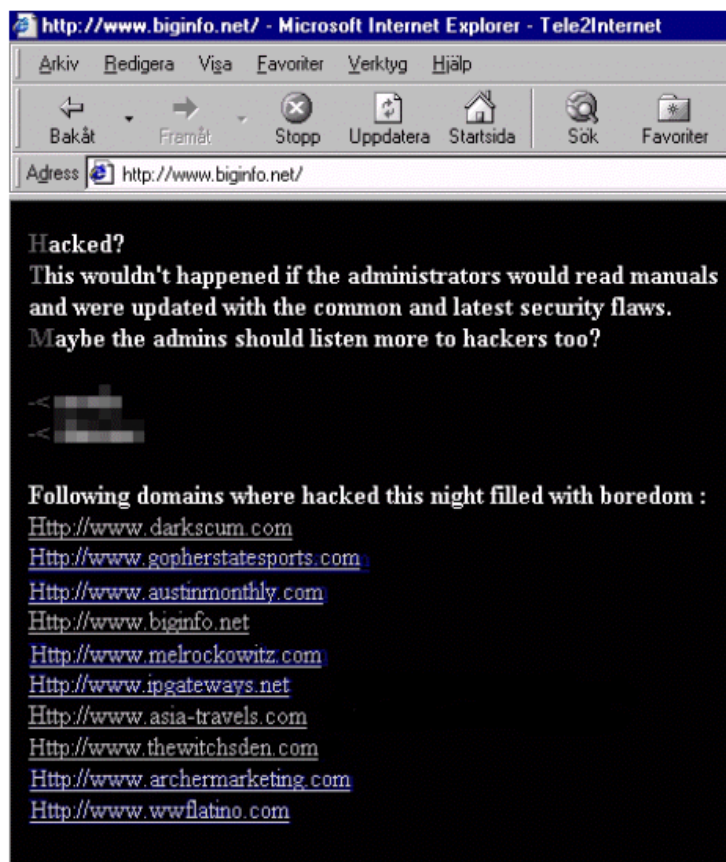 http://www.biginfo.net/ - Microsoft Internet Explorer - Tele2Internet
Arkiv Redigera Visa Favoriter Verktyg Hjälp
Bakåt Framåt Stopp Uppdatera Startsida Sök Favoriter
Adress http://www.biginfo.net/
Hacked?
This wouldn't happened if the administrators would read manuals
and were updated with the common and latest security flaws.
Maybe the admins should listen more to hackers too?
-<
-<
Following domains where hacked this night filled with boredom :
Http://www.darkscum.com
Http://www.gopherstatesports.com
Http://www.austinmonthly.com
Http://www.biginfo.net
Http://www.melrockowitz.com
Http://www.ipgateways.net
Http://www.asia-travels.com
Http://www.thewitchsden.com
Http://www.archermarketing.com
Http://www.wwflatino.com